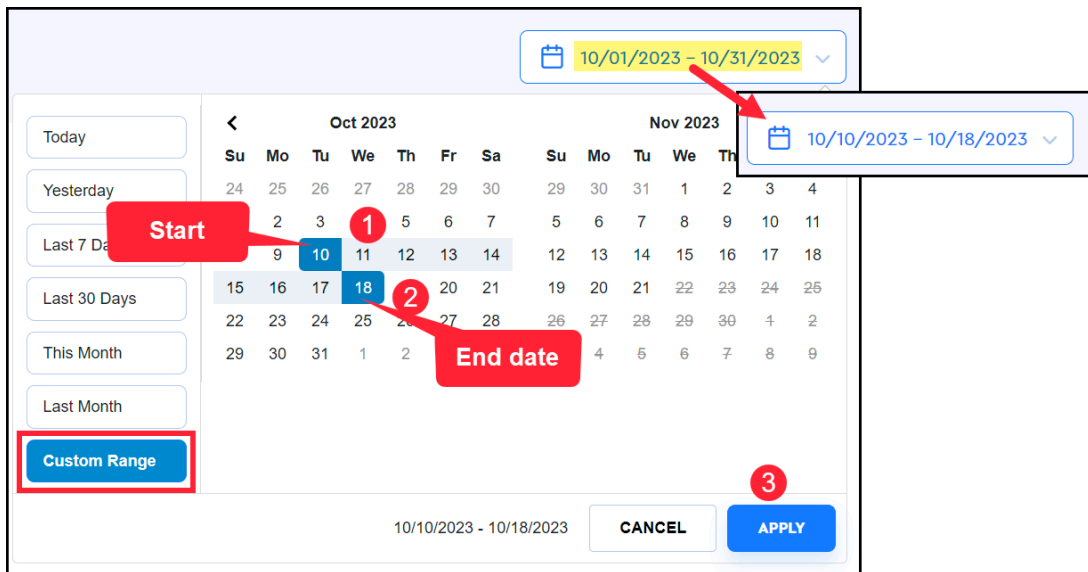 10/01/2023 – 10/31/2023
10/10/2023 – 10/18/2023
Today
Yesterday
Last 7 Da
Last 30 Days
This Month
Last Month
Custom Range
Oct 2023
Su Mo Tu We Th Fr Sa
24 25 26 27 28 29 30
2 3 5 6 7
9 10 11 12 13 14
15 16 17 18 20 21
22 23 24 25 27 28
29 30 31 1 2
Nov 2023
Su Mo Tu We Th
29 30 31 1 2 3 4
5 6 7 8 9 10 11
12 13 14 15 16 17 18
19 20 21 22 23 24 25
26 27 28 29 30 1 2
4 5 6 7 8 9
Start
1
2
End date
3
10/10/2023 - 10/18/2023
CANCEL
APPLY